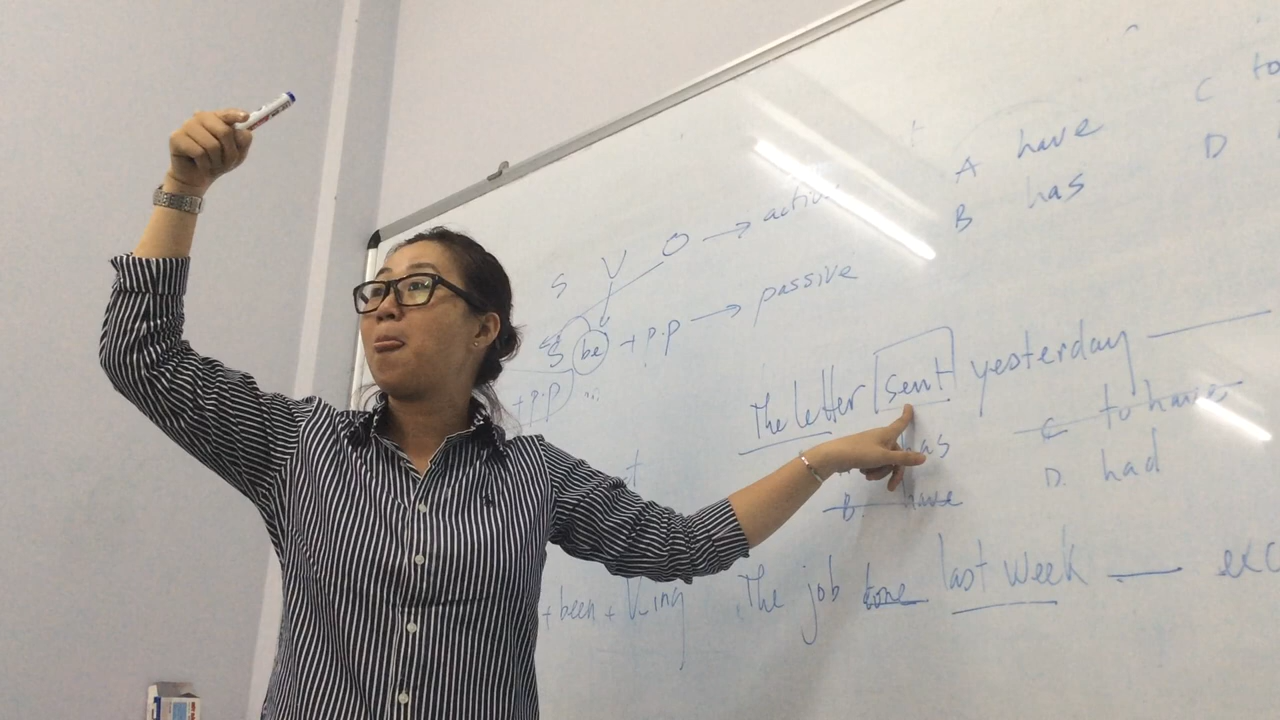 C to
A have
D
B has
S V O → active
S be + P.P → passive
+ P.P
The letter sent yesterday ——
has
C to have
B. have
D. had
+ been + Ving
The job done last week —— exc